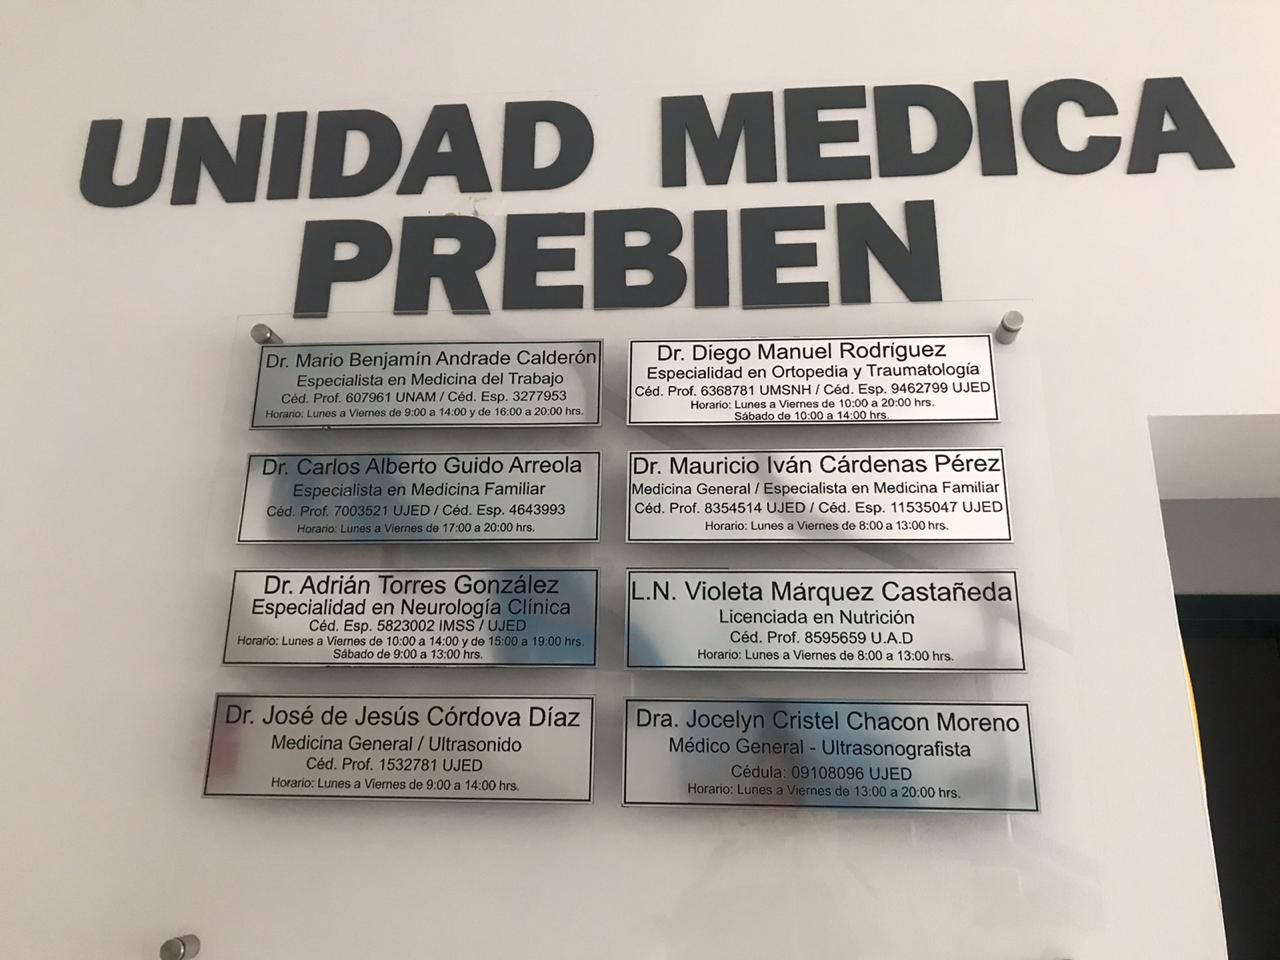 UNIDAD MEDICA
PREBIEN
Dr. Mario Benjamín Andrade Calderón
Especialista en Medicina del Trabajo
Céd. Prof. 607961 UNAM / Céd. Esp. 3277953
Horario: Lunes a Viernes de 9:00 a 14:00 y de 16:00 a 20:00 hrs.
Dr. Diego Manuel Rodríguez
Especialidad en Ortopedia y Traumatología
Céd. Prof. 6368781 UMSNH / Céd. Esp. 9462799 UJED
Horario: Lunes a Viernes de 10:00 a 20:00 hrs.
Sábado de 10:00 a 14:00 hrs.
Dr. Carlos Alberto Guido Arreola
Especialista en Medicina Familiar
Céd. Prof. 7003521 UJED / Céd. Esp. 4643993
Horario: Lunes a Viernes de 17:00 a 20:00 hrs.
Dr. Mauricio Iván Cárdenas Pérez
Medicina General / Especialista en Medicina Familiar
Céd. Prof. 8354514 UJED / Céd. Esp. 11535047 UJED
Horario: Lunes a Viernes de 8:00 a 13:00 hrs.
Dr. Adrián Torres González
Especialidad en Neurología Clínica
Céd. Esp. 5823002 IMSS / UJED
Horario: Lunes a Viernes de 10:00 a 14:00 y de 15:00 a 19:00 hrs.
Sábado de 9:00 a 13:00 hrs.
L.N. Violeta Márquez Castañeda
Licenciada en Nutrición
Céd. Prof. 8595659 U.A.D
Horario: Lunes a Viernes de 8:00 a 13:00 hrs.
Dr. José de Jesús Córdova Díaz
Medicina General / Ultrasonido
Céd. Prof. 1532781 UJED
Horario: Lunes a Viernes de 9:00 a 14:00 hrs.
Dra. Jocelyn Cristel Chacon Moreno
Médico General - Ultrasonografista
Cédula: 09108096 UJED
Horario: Lunes a Viernes de 13:00 a 20:00 hrs.